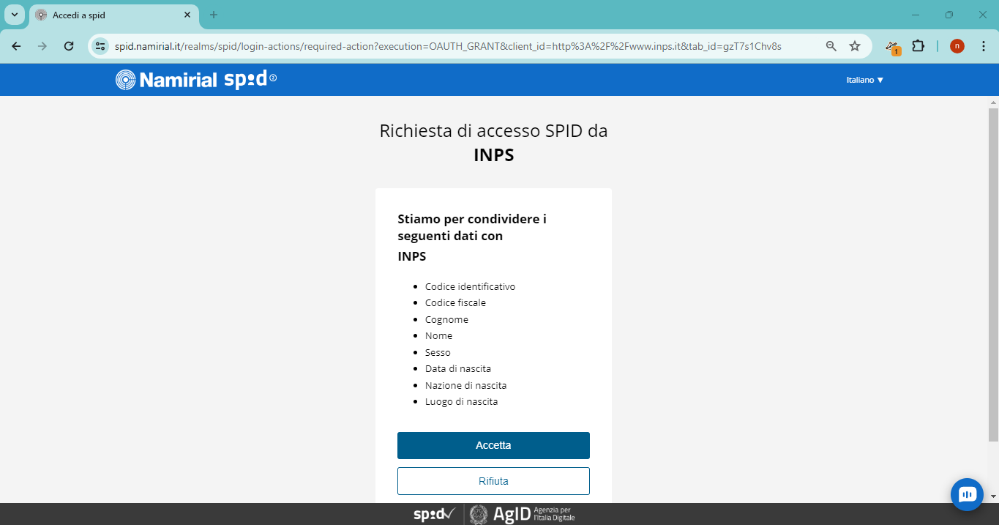 Accedi a spid
spid.namirial.it/realms/spid/login-actions/required-action?execution=OAUTH_GRANT&client_id=http%3A%2F%2Fwww.inps.it&tab_id=gzT7s1Chv8s
1
n
Namirial spid 2
Italiano ▼
Richiesta di accesso SPID da
INPS
Stiamo per condividere i
seguenti dati con
INPS
• Codice identificativo
• Codice fiscale
• Cognome
• Nome
• Sesso
• Data di nascita
• Nazione di nascita
• Luogo di nascita
Accetta
Rifiuta
spid
AgID Agenzia per
l'Italia Digitale